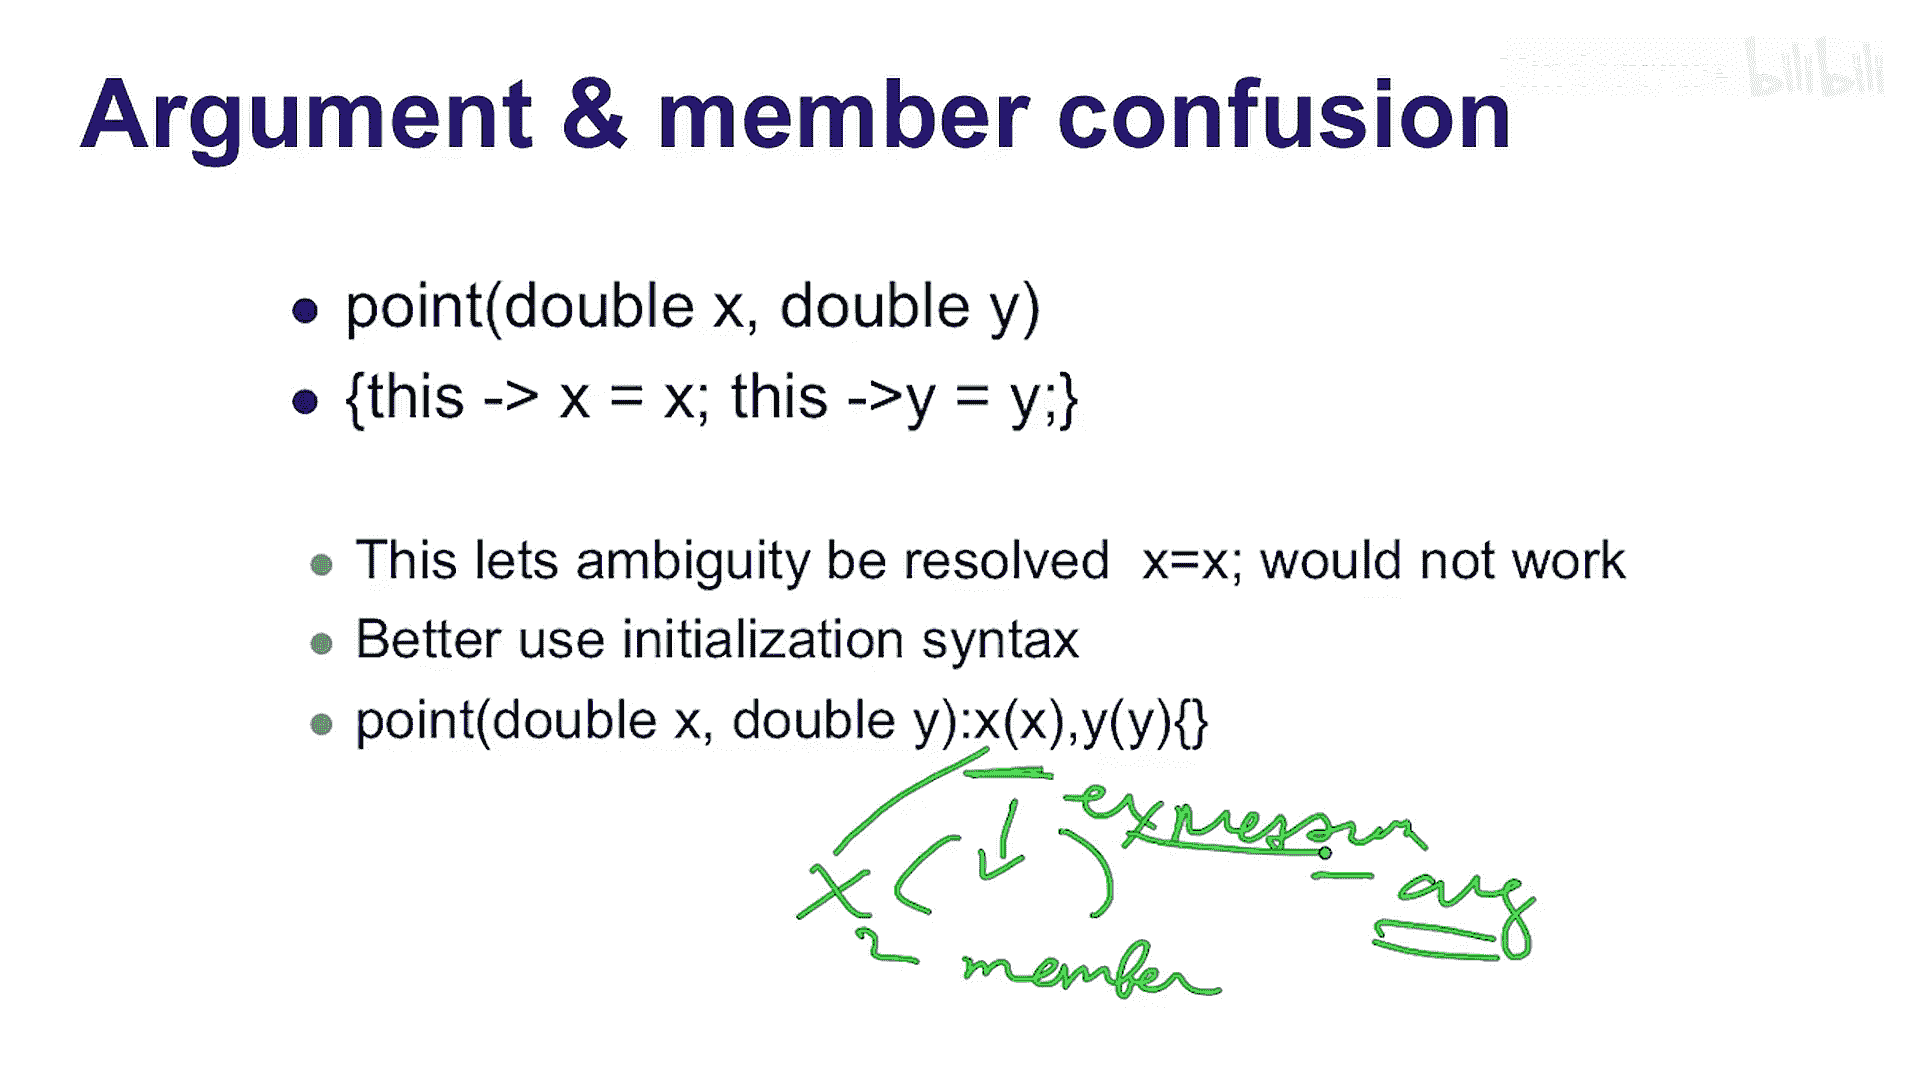 Argument & member confusion
bilibili
point(double x, double y)
{this -> x = x; this ->y = y;}
This lets ambiguity be resolved x=x; would not work
Better use initialization syntax
point(double x, double y):x(x),y(y){}
expression
x ( ) – arg
member